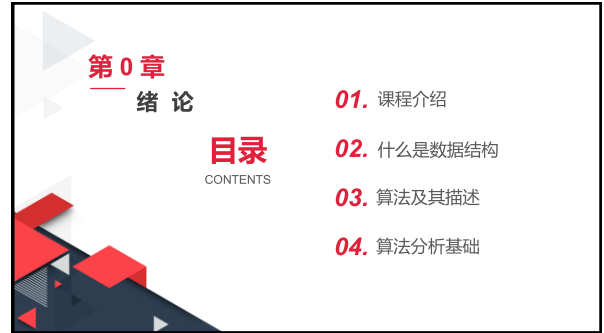 第 0 章
绪 论
目录
CONTENTS
01. 课程介绍
02. 什么是数据结构
03. 算法及其描述
04. 算法分析基础